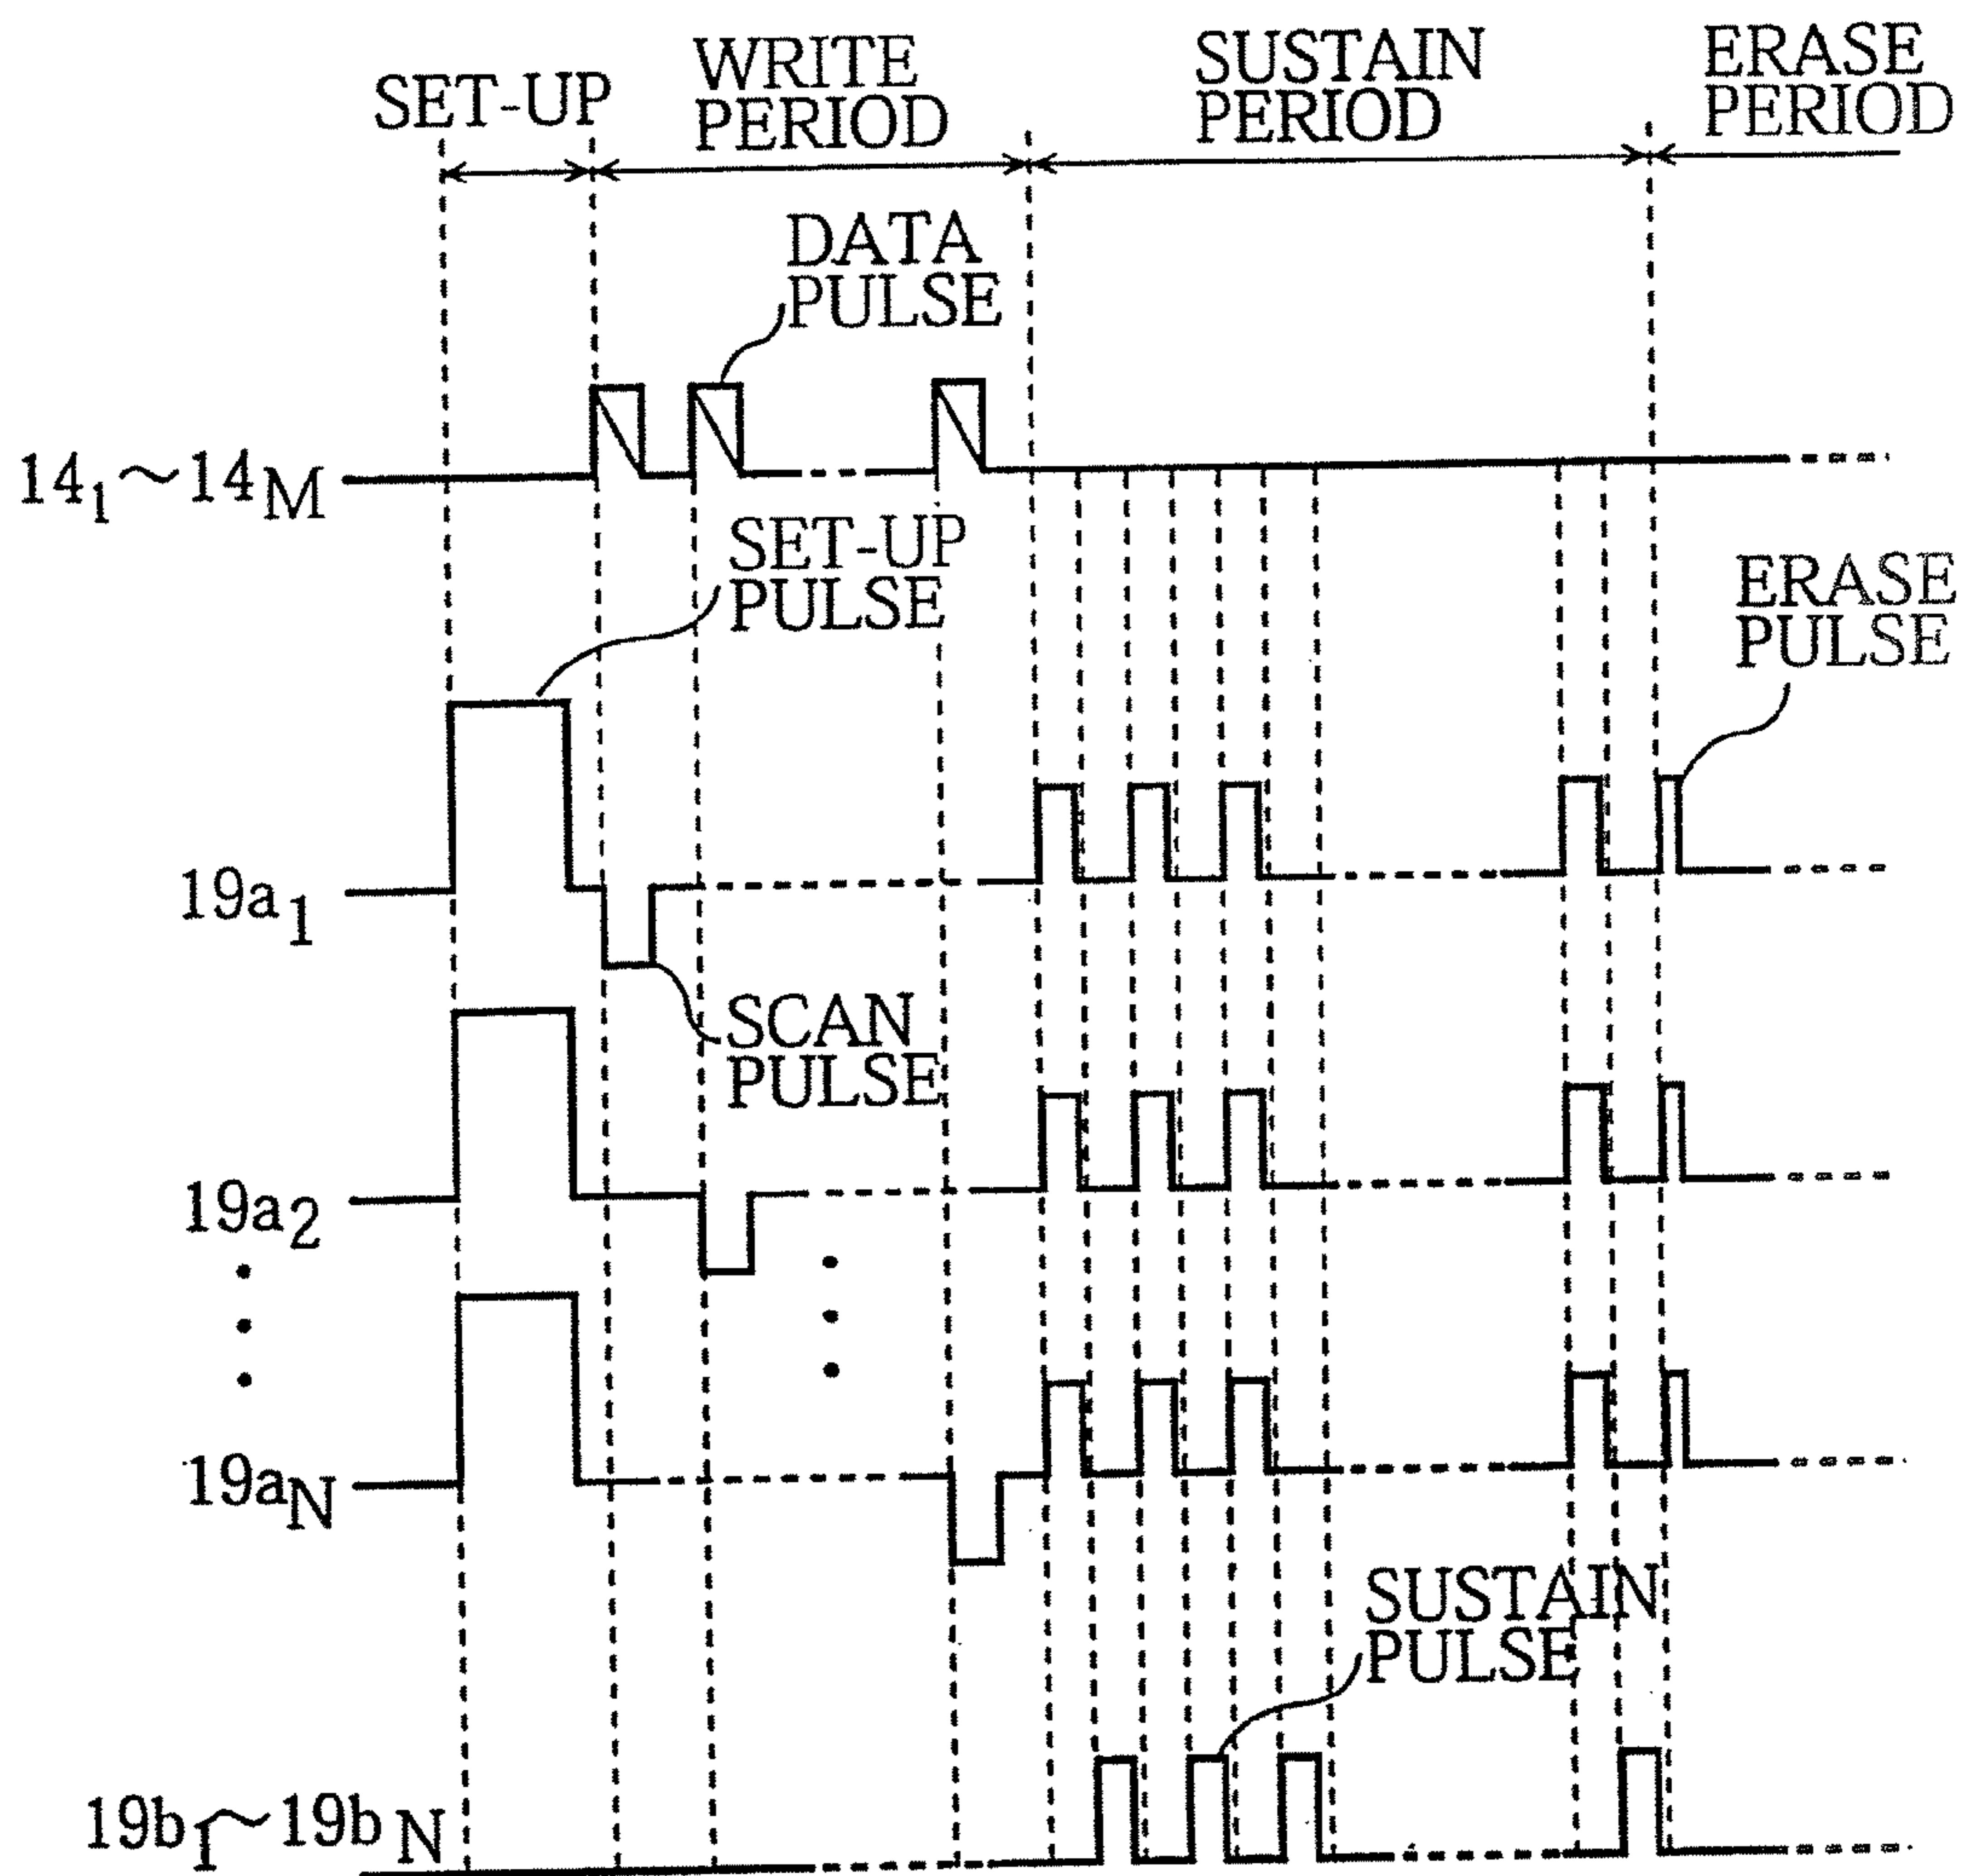 SET-UP
WRITE
PERIOD
SUSTAIN
PERIOD
ERASE
PERIOD
DATA
PULSE
14₁~14M
SET-UP
PULSE
ERASE
PULSE
19a₁
SCAN
PULSE
19a₂
19aN
SUSTAIN
PULSE
19b₁~19bN